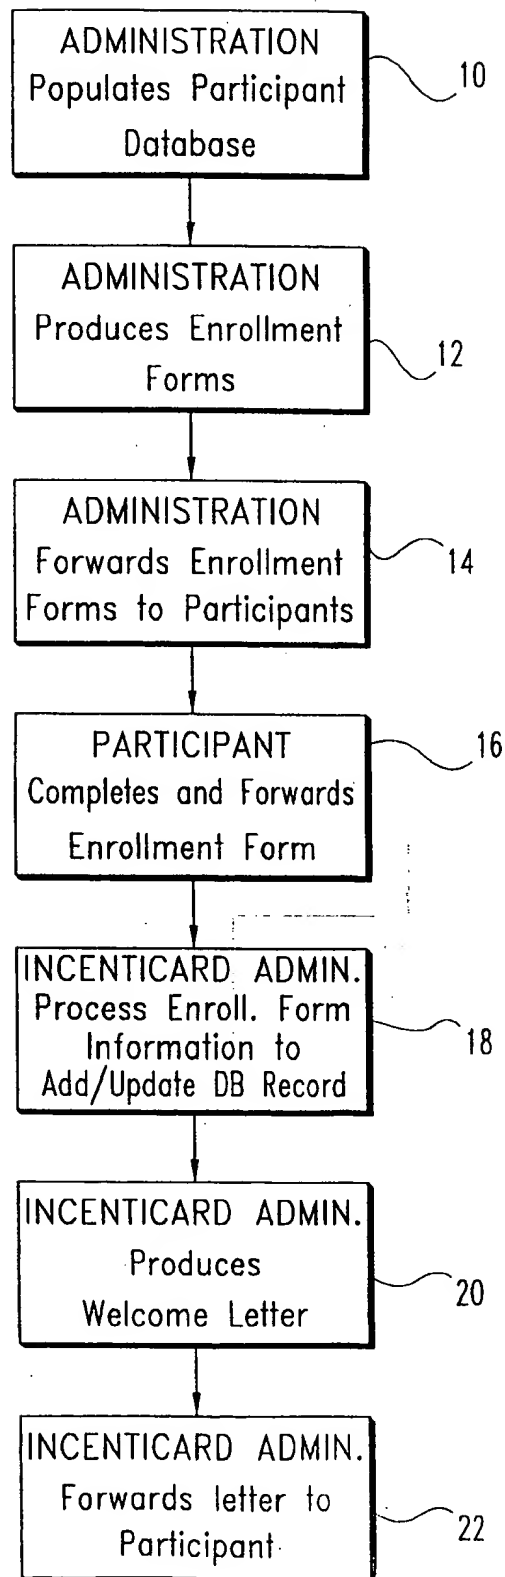 ADMINISTRATION
Populates Participant
Database
10
ADMINISTRATION
Produces Enrollment
Forms
12
ADMINISTRATION
Forwards Enrollment
Forms to Participants
14
PARTICIPANT
Completes and Forwards
Enrollment Form
16
INCENTICARD ADMIN.
Process Enroll. Form
Information to
Add/Update DB Record
18
INCENTICARD ADMIN.
Produces
Welcome Letter
20
INCENTICARD ADMIN.
Forwards letter to
Participant
22